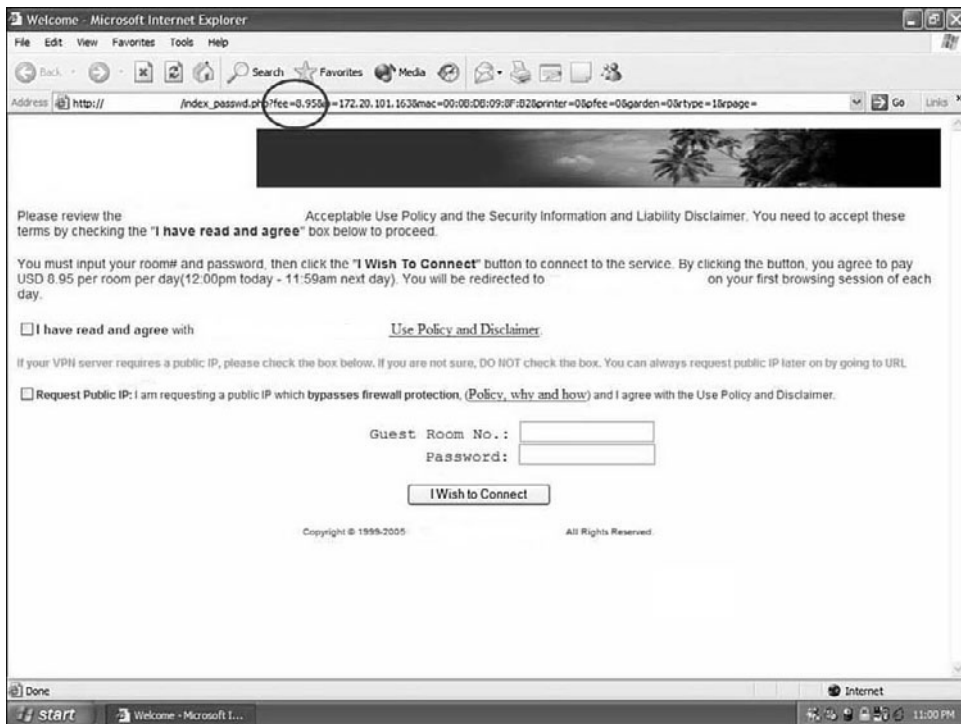 Welcome - Microsoft Internet Explorer
File Edit View Favorites Tools Help
Back Search Favorites Media
Address http:// /index_passwd.php?fee=8.95& =172.20.101.163&mac=00:0B:DB:09:8F:B2&printer=0&pfee=0&garden=0&rtype=1&rpage= Go Links
Please review the Acceptable Use Policy and the Security Information and Liability Disclaimer. You need to accept these
terms by checking the "I have read and agree" box below to proceed.
You must input your room# and password, then click the "I Wish To Connect" button to connect to the service. By clicking the button, you agree to pay
USD 8.95 per room per day(12:00pm today - 11:59am next day). You will be redirected to on your first browsing session of each
day.
I have read and agree with Use Policy and Disclaimer.
If your VPN server requires a public IP, please check the box below. If you are not sure, DO NOT check the box. You can always request public IP later on by going to URL
Request Public IP: I am requesting a public IP which bypasses firewall protection, (Policy, why and how) and I agree with the Use Policy and Disclaimer.
Guest Room No.:
Password:
I Wish to Connect
Copyright © 1999-2005 All Rights Reserved.
Done Internet
start Welcome - Microsoft I... 11:00 PM